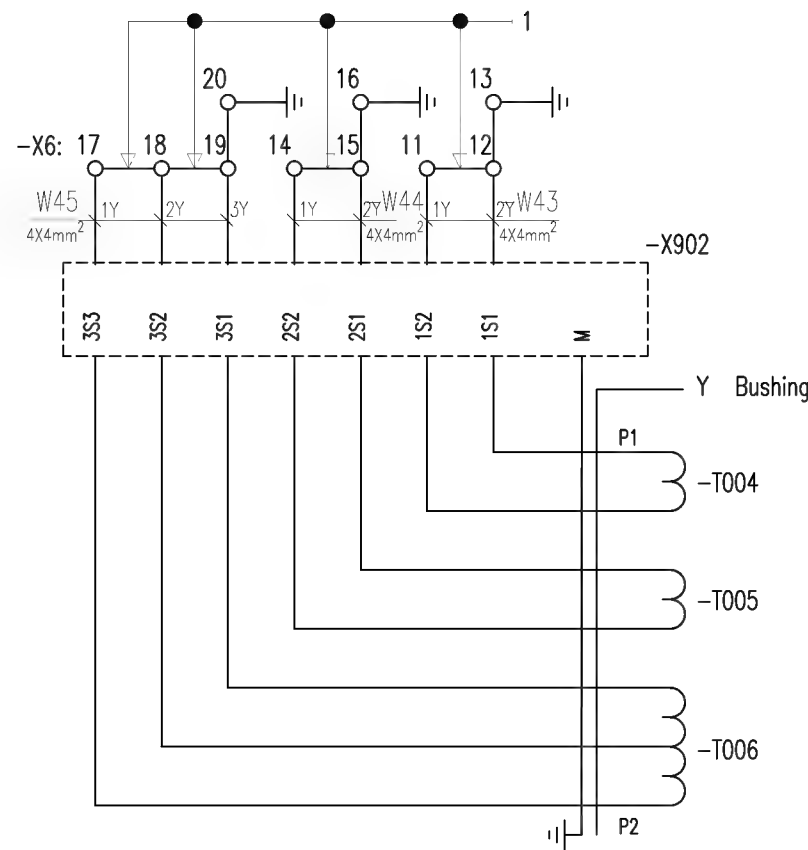 1
20 16 13
-X6: 17 18 19 14 15 11 12
W45 1Y 2Y 3Y 1Y 2Y W44 1Y 2Y W43
4X4mm² 4X4mm² 4X4mm²
-X902
3S3 3S2 3S1 2S2 2S1 1S2 1S1 M
Y Bushing
P1
-T004
-T005
-T006
P2